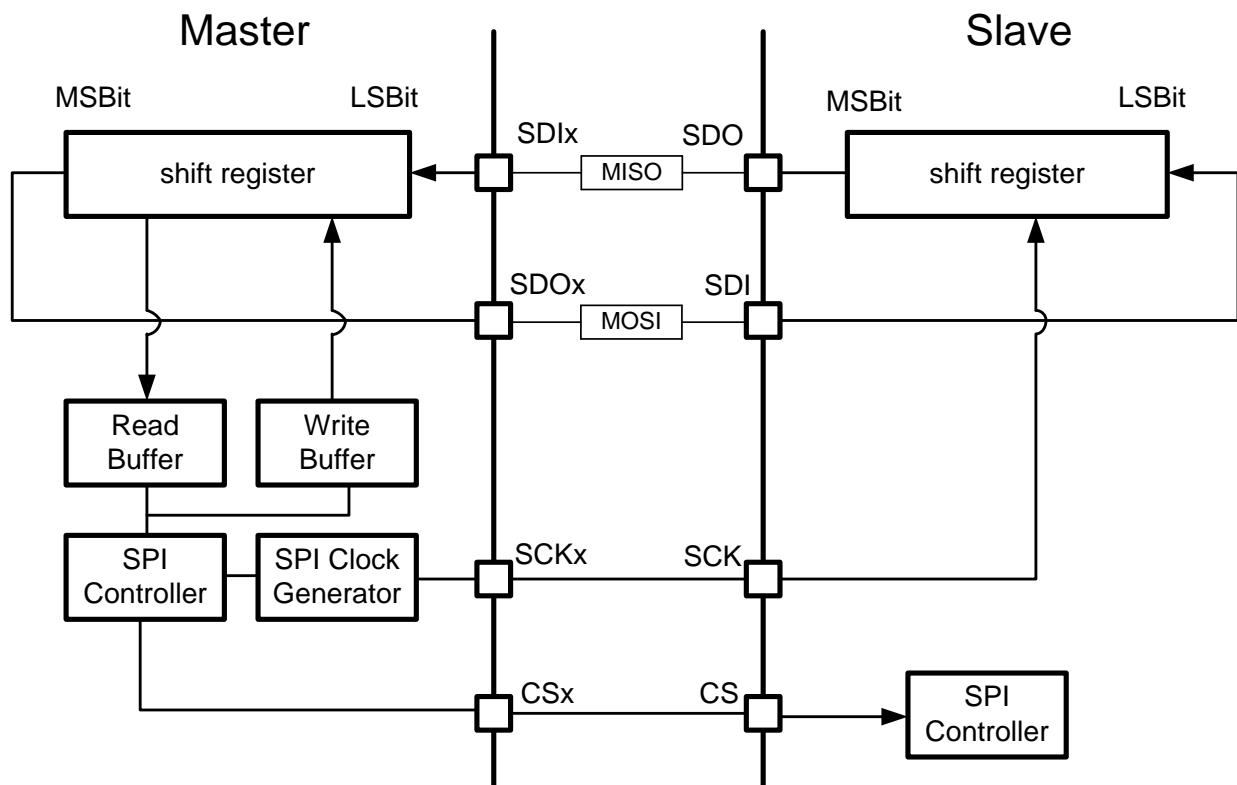 Master
Slave
MSBit
LSBit
MSBit
LSBit
SDIx
SDO
shift register
MISO
shift register
SDOx
SDI
MOSI
Read
Buffer
Write
Buffer
SPI
Controller
SPI Clock
Generator
SCKx
SCK
CSx
CS
SPI
Controller